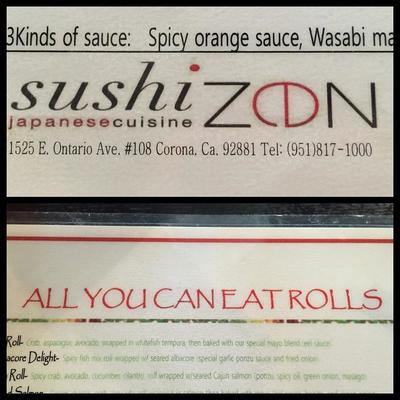 3Kinds of sauce: Spicy orange sauce, Wasabi ma
sushi ZEN
japanesecuisine
1525 E. Ontario Ave, #108 Corona, Ca, 92881 Tel: (951)817-1000
ALL YOU CAN EAT ROLLS
Roll- Crab, asparagus, avocado, wrapped in whitefish tempura, then baked with our special mayo blend
acore Delight- Spicy fish mix roll wrapped w/ seared albacore (special garlic ponzu sauce and fried onion
Roll- Spicy crab, avocado, cucumber, cilantro, roll wrapped w/seared Cajun salmon (ponzu, spicy oil, green onion, masago
d Salmon